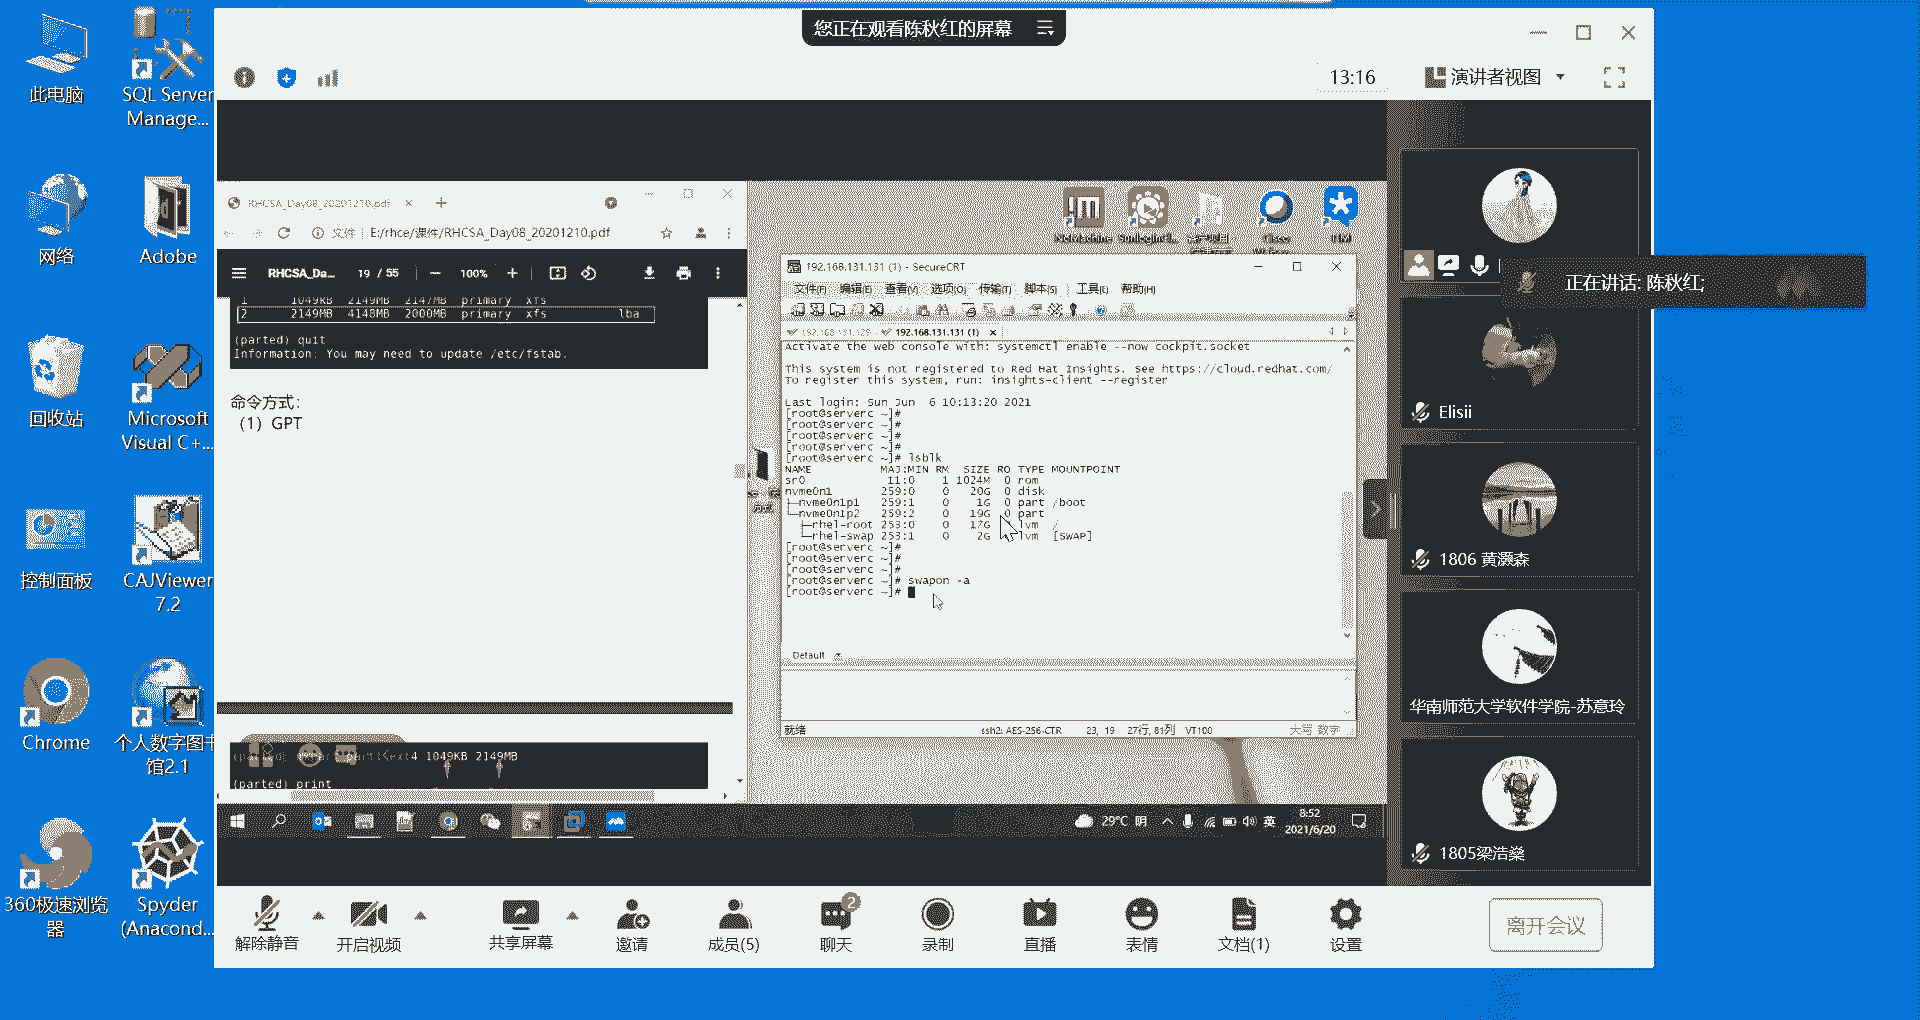 您正在观看陈秋红的屏幕
13:16
演讲者视图
此电脑
SQL Server
Manage...
网络
Adobe
回收站
Microsoft
Visual C+...
控制面板
CAJViewer
7.2
Chrome
个人数字图书
馆2.1
360极速浏览
器
Spyder
(Anacond...
RHCSA_Day08_20201210.pdf
文件 | E:/rhce/课件/RHCSA_Day08_20201210.pdf
RHCSA_Da...
19 / 55
100%
1 1049kB 2149MB 2147MB primary xfs
2 2149MB 4148MB 2000MB primary xfs lba
(parted) quit
Information: You may need to update /etc/fstab.
命令方式:
（1）GPT
4 1049KB 2149MB
(parted) print
NoMachine
192.168.131.131 (1) - SecureCRT
文件(F) 编辑(E) 查看(V) 选项(O) 传输(T) 脚本(S) 工具(L) 帮助(H)
192.168.131.129
192.168.131.131 (1)
Activate the web console with: systemctl enable --now cockpit.socket
This system is not registered to Red Hat Insights. See https://cloud.redhat.com/
To register this system, run: insights-client --register
Last login: Sun Jun  6 10:13:20 2021
[root@serverc ~]#
[root@serverc ~]#
[root@serverc ~]#
[root@serverc ~]#
[root@serverc ~]# lsblk
NAME MAJ:MIN RM SIZE RO TYPE MOUNTPOINT
sr0 11:0 1 1024M 0 rom
nvme0n1 259:0 0 20G 0 disk
├─nvme0n1p1 259:1 0 1G 0 part /boot
└─nvme0n1p2 259:2 0 19G 0 part
├─rhel-root 253:0 0 17G 0 lvm /
└─rhel-swap 253:1 0 2G lvm [SWAP]
[root@serverc ~]#
[root@serverc ~]#
[root@serverc ~]#
[root@serverc ~]# swapon -a
[root@serverc ~]#
Default
就绪
ssh2: AES-256-CTR
23, 19
27行, 81列
VT100
大写 数字
29°C 阴
英
8:52
2021/6/20
正在讲话: 陈秋红;
Elisii
1806 黄灏森
华南师范大学软件学院-苏意玲
1805梁浩燊
解除静音
开启视频
共享屏幕
邀请
成员(5)
2
聊天
录制
直播
表情
文档(1)
设置
离开会议